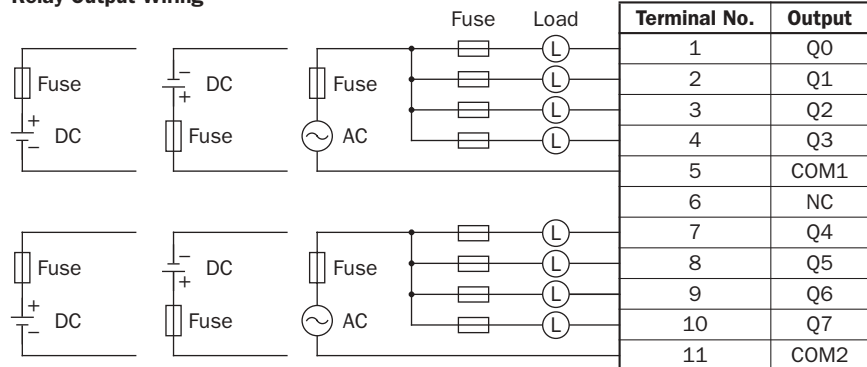 Relay Output Wiring
Fuse Load
Terminal No. Output
1 Q0
2 Q1
3 Q2
4 Q3
5 COM1
6 NC
7 Q4
8 Q5
9 Q6
10 Q7
11 COM2
Fuse
+
DC
−
−
DC
+
Fuse
Fuse
AC
L
L
L
L
Fuse
+
DC
−
−
DC
+
Fuse
Fuse
AC
L
L
L
L